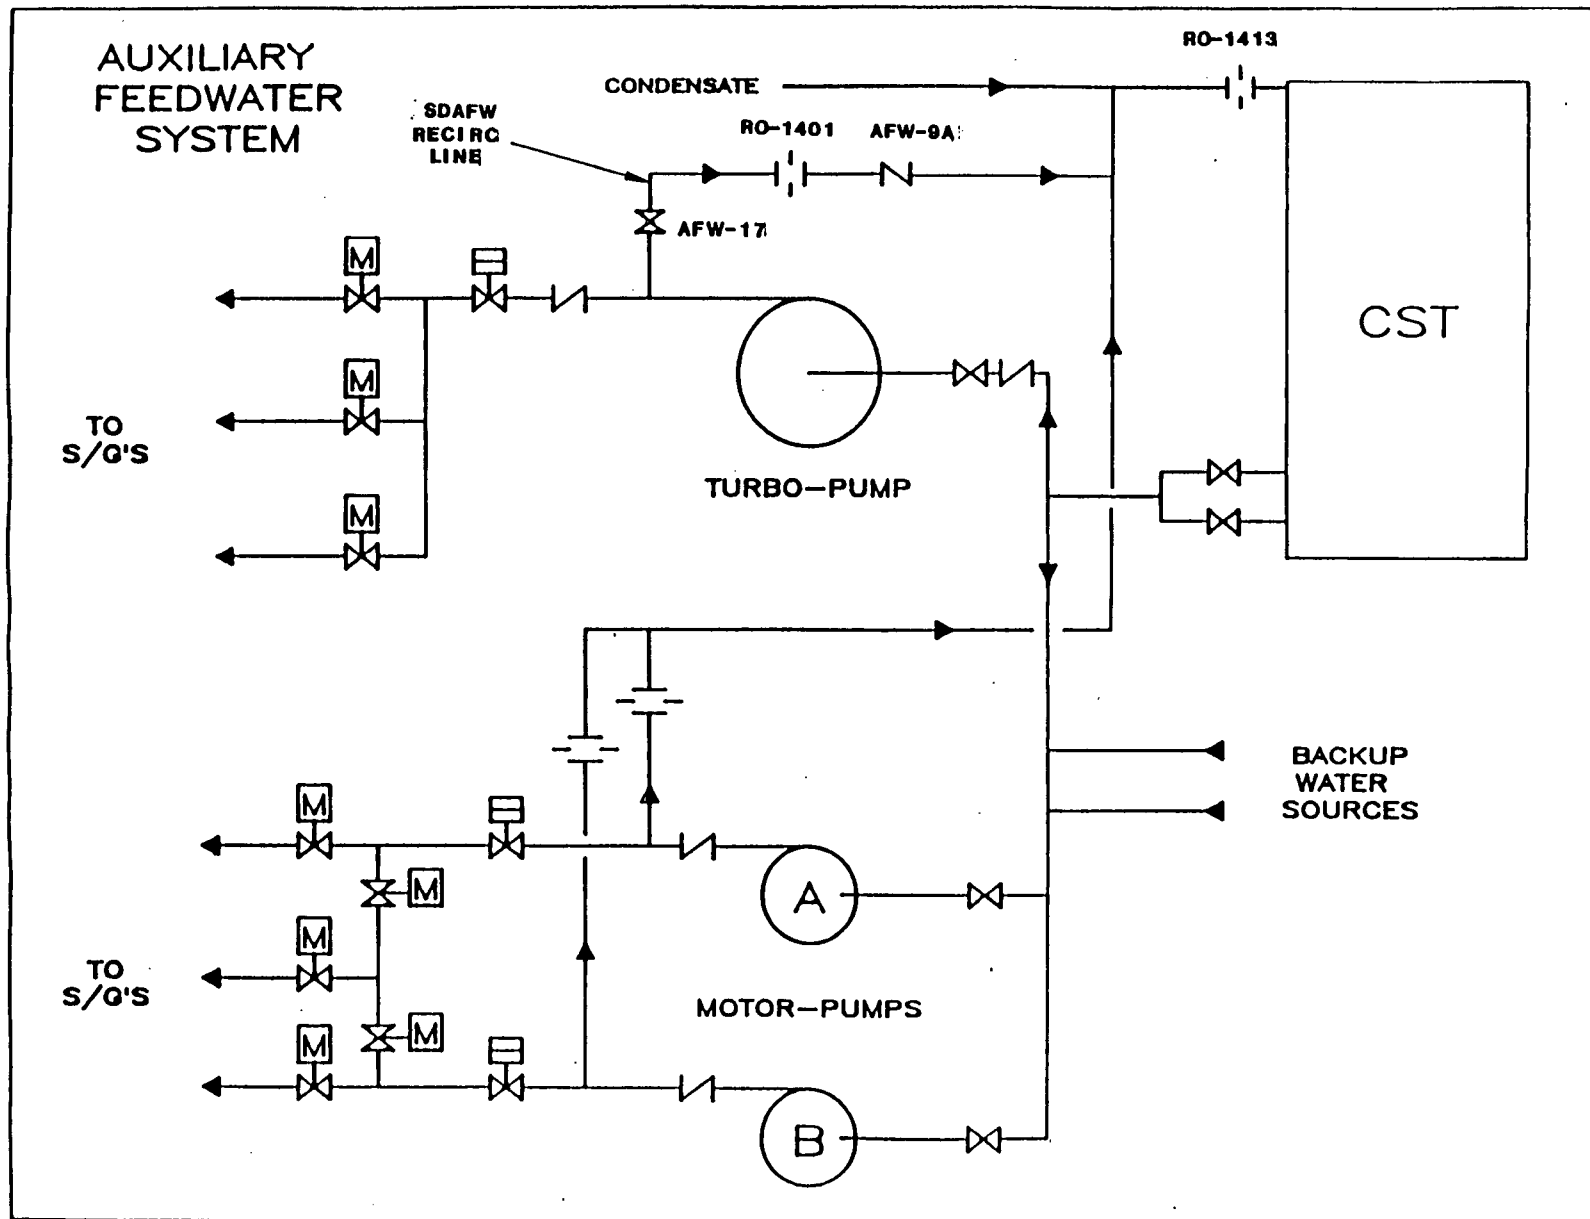 AUXILIARY
FEEDWATER
SYSTEM
RO-1413
CONDENSATE
SDAFW
RECIRC
LINE
RO-1401
AFW-9A
AFW-17
M
M
M
TO
S/G'S
CST
TURBO-PUMP
BACKUP
WATER
SOURCES
M
M
M
M
M
TO
S/G'S
A
MOTOR-PUMPS
B